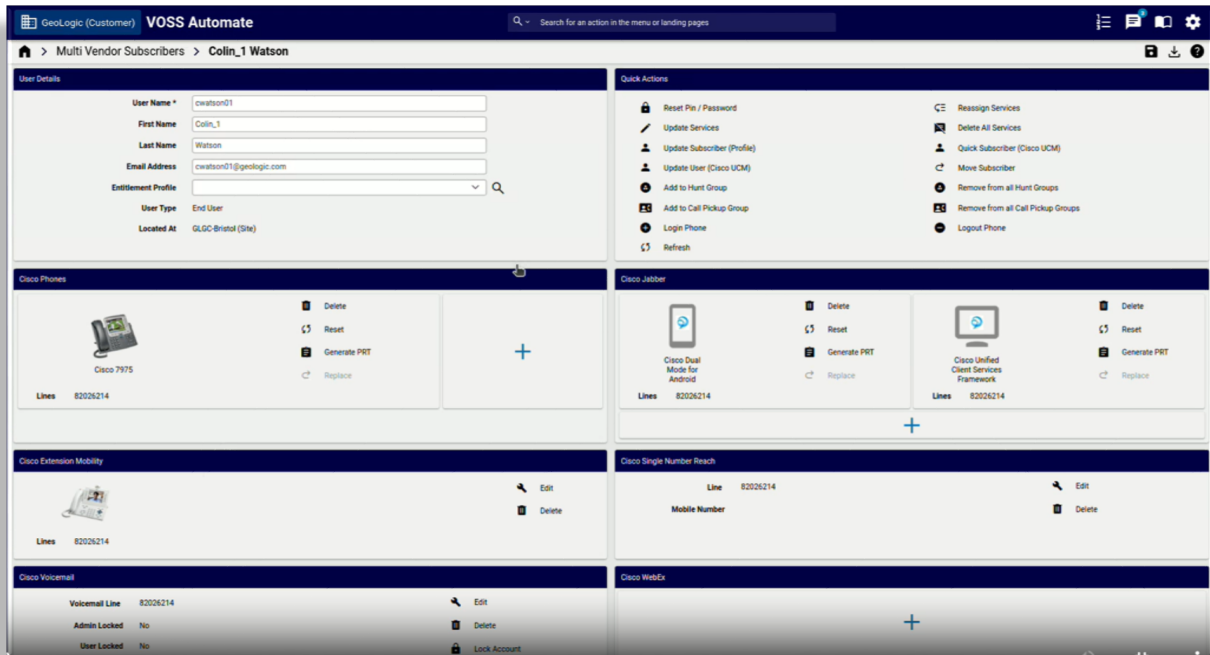 GeoLogic (Customer) VOSS Automate Search for an action in the menu or landing pages
> Multi Vendor Subscribers > Colin_1 Watson
User Details
User Name * cwatson01
First Name Colin_1
Last Name Watson
Email Address cwatson01@geologic.com
Entitlement Profile
User Type End User
Located At GLGC-Bristol (Site)
Quick Actions
Reset Pin / Password Reassign Services
Update Services Delete All Services
Update Subscriber (Profile) Quick Subscriber (Cisco UCM)
Update User (Cisco UCM) Move Subscriber
Add to Hunt Group Remove from all Hunt Groups
Add to Call Pickup Group Remove from all Call Pickup Groups
Login Phone Logout Phone
Refresh
Cisco Phones
Cisco 7975
Delete
Reset
Generate PRT
Replace
Lines 82026214
Cisco Jabber
Cisco Dual
Mode for
Android
Delete
Reset
Generate PRT
Replace
Lines 82026214
Cisco Unified
Client Services
Framework
Delete
Reset
Generate PRT
Replace
Lines 82026214
Cisco Extension Mobility
Edit
Delete
Lines 82026214
Cisco Single Number Reach
Line 82026214 Edit
Mobile Number Delete
Cisco Voicemail
Voicemail Line 82026214 Edit
Admin Locked No Delete
User Locked No Lock Account
Cisco WebEx